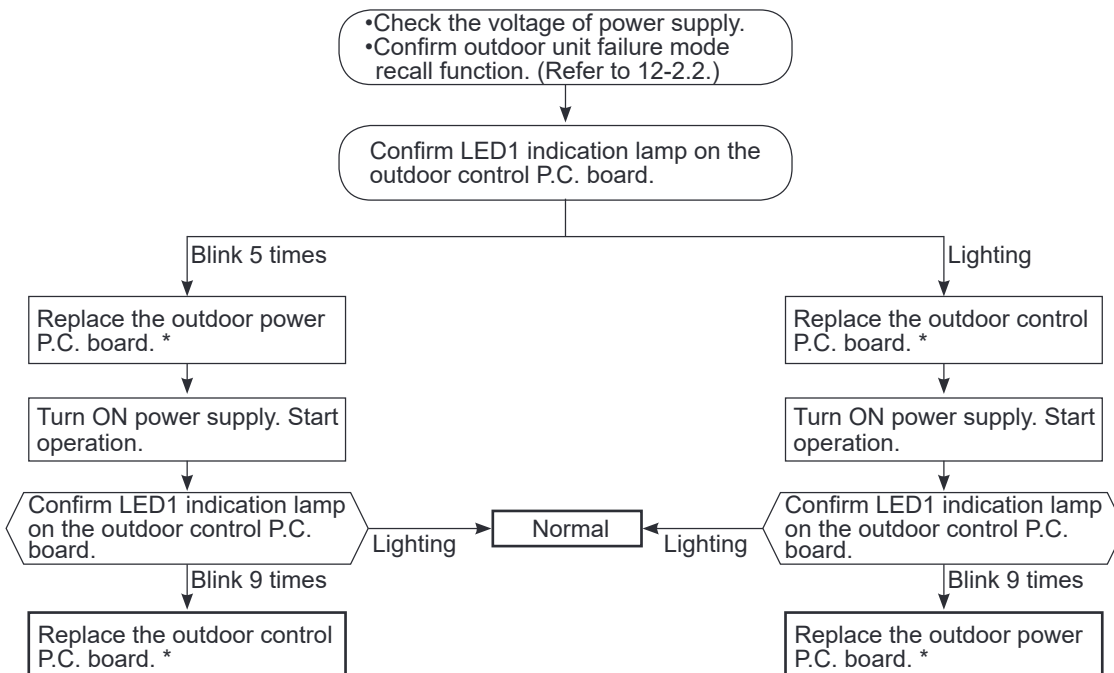 •Check the voltage of power supply.
•Confirm outdoor unit failure mode
recall function. (Refer to 12-2.2.)
Confirm LED1 indication lamp on the
outdoor control P.C. board.
Blink 5 times
Lighting
Replace the outdoor power
P.C. board. *
Replace the outdoor control
P.C. board. *
Turn ON power supply. Start
operation.
Turn ON power supply. Start
operation.
Confirm LED1 indication lamp
on the outdoor control P.C.
board.
Lighting
Normal
Lighting
Confirm LED1 indication lamp
on the outdoor control P.C.
board.
Blink 9 times
Blink 9 times
Replace the outdoor control
P.C. board. *
Replace the outdoor power
P.C. board. *